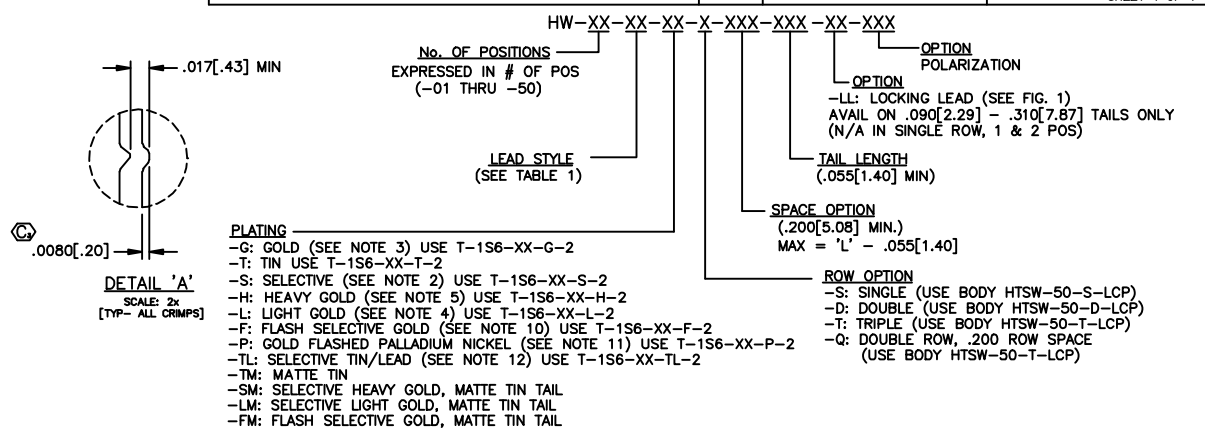 HW-XX-XX-XX-X-XXX-XXX-XX-XXX
No. OF POSITIONS
EXPRESSED IN # OF POS
(-01 THRU -50)
OPTION
POLARIZATION
OPTION
-LL: LOCKING LEAD (SEE FIG. 1)
AVAIL ON .090[2.29] - .310[7.87] TAILS ONLY
(N/A IN SINGLE ROW, 1 & 2 POS)
.017[.43] MIN
LEAD STYLE
(SEE TABLE 1)
TAIL LENGTH
(.055[1.40] MIN)
SPACE OPTION
(.200[5.08] MIN.)
MAX = 'L' - .055[1.40]
.0080[.20]
DETAIL 'A'
SCALE: 2x
[TYP- ALL CRIMPS]
PLATING
-G: GOLD (SEE NOTE 3) USE T-1S6-XX-G-2
-T: TIN USE T-1S6-XX-T-2
-S: SELECTIVE (SEE NOTE 2) USE T-1S6-XX-S-2
-H: HEAVY GOLD (SEE NOTE 5) USE T-1S6-XX-H-2
-L: LIGHT GOLD (SEE NOTE 4) USE T-1S6-XX-L-2
-F: FLASH SELECTIVE GOLD (SEE NOTE 10) USE T-1S6-XX-F-2
-P: GOLD FLASHED PALLADIUM NICKEL (SEE NOTE 11) USE T-1S6-XX-P-2
-TL: SELECTIVE TIN/LEAD (SEE NOTE 12) USE T-1S6-XX-TL-2
-TM: MATTE TIN
-SM: SELECTIVE HEAVY GOLD, MATTE TIN TAIL
-LM: SELECTIVE LIGHT GOLD, MATTE TIN TAIL
-FM: FLASH SELECTIVE GOLD, MATTE TIN TAIL
ROW OPTION
-S: SINGLE (USE BODY HTSW-50-S-LCP)
-D: DOUBLE (USE BODY HTSW-50-D-LCP)
-T: TRIPLE (USE BODY HTSW-50-T-LCP)
-Q: DOUBLE ROW, .200 ROW SPACE
(USE BODY HTSW-50-T-LCP)